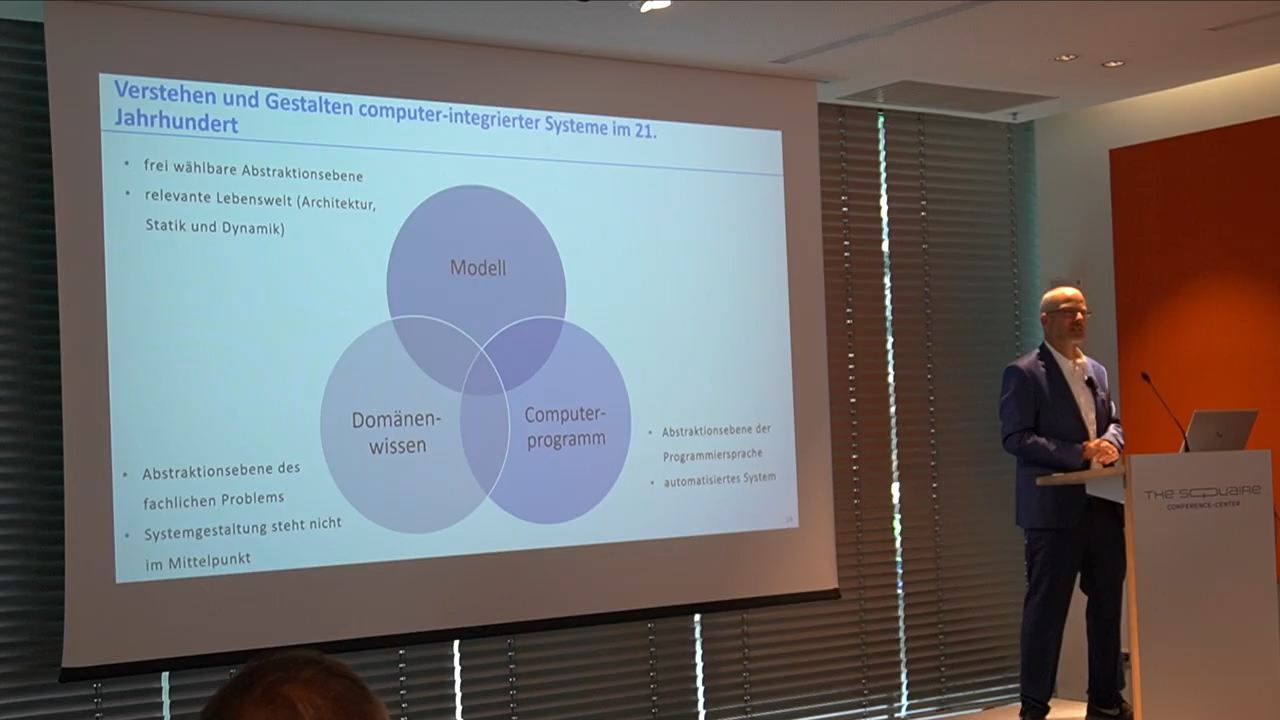 Verstehen und Gestalten computer-integrierter Systeme im 21.
Jahrhundert
• frei wählbare Abstraktionsebene
• relevante Lebenswelt (Architektur,
Statik und Dynamik)
Modell
Domänen-
wissen
Computer-
programm
• Abstraktionsebene der
Programmiersprache
• automatisiertes System
• Abstraktionsebene des
fachlichen Problems
• Systemgestaltung steht nicht
im Mittelpunkt
THE SQUAIRE
CONFERENCE-CENTER